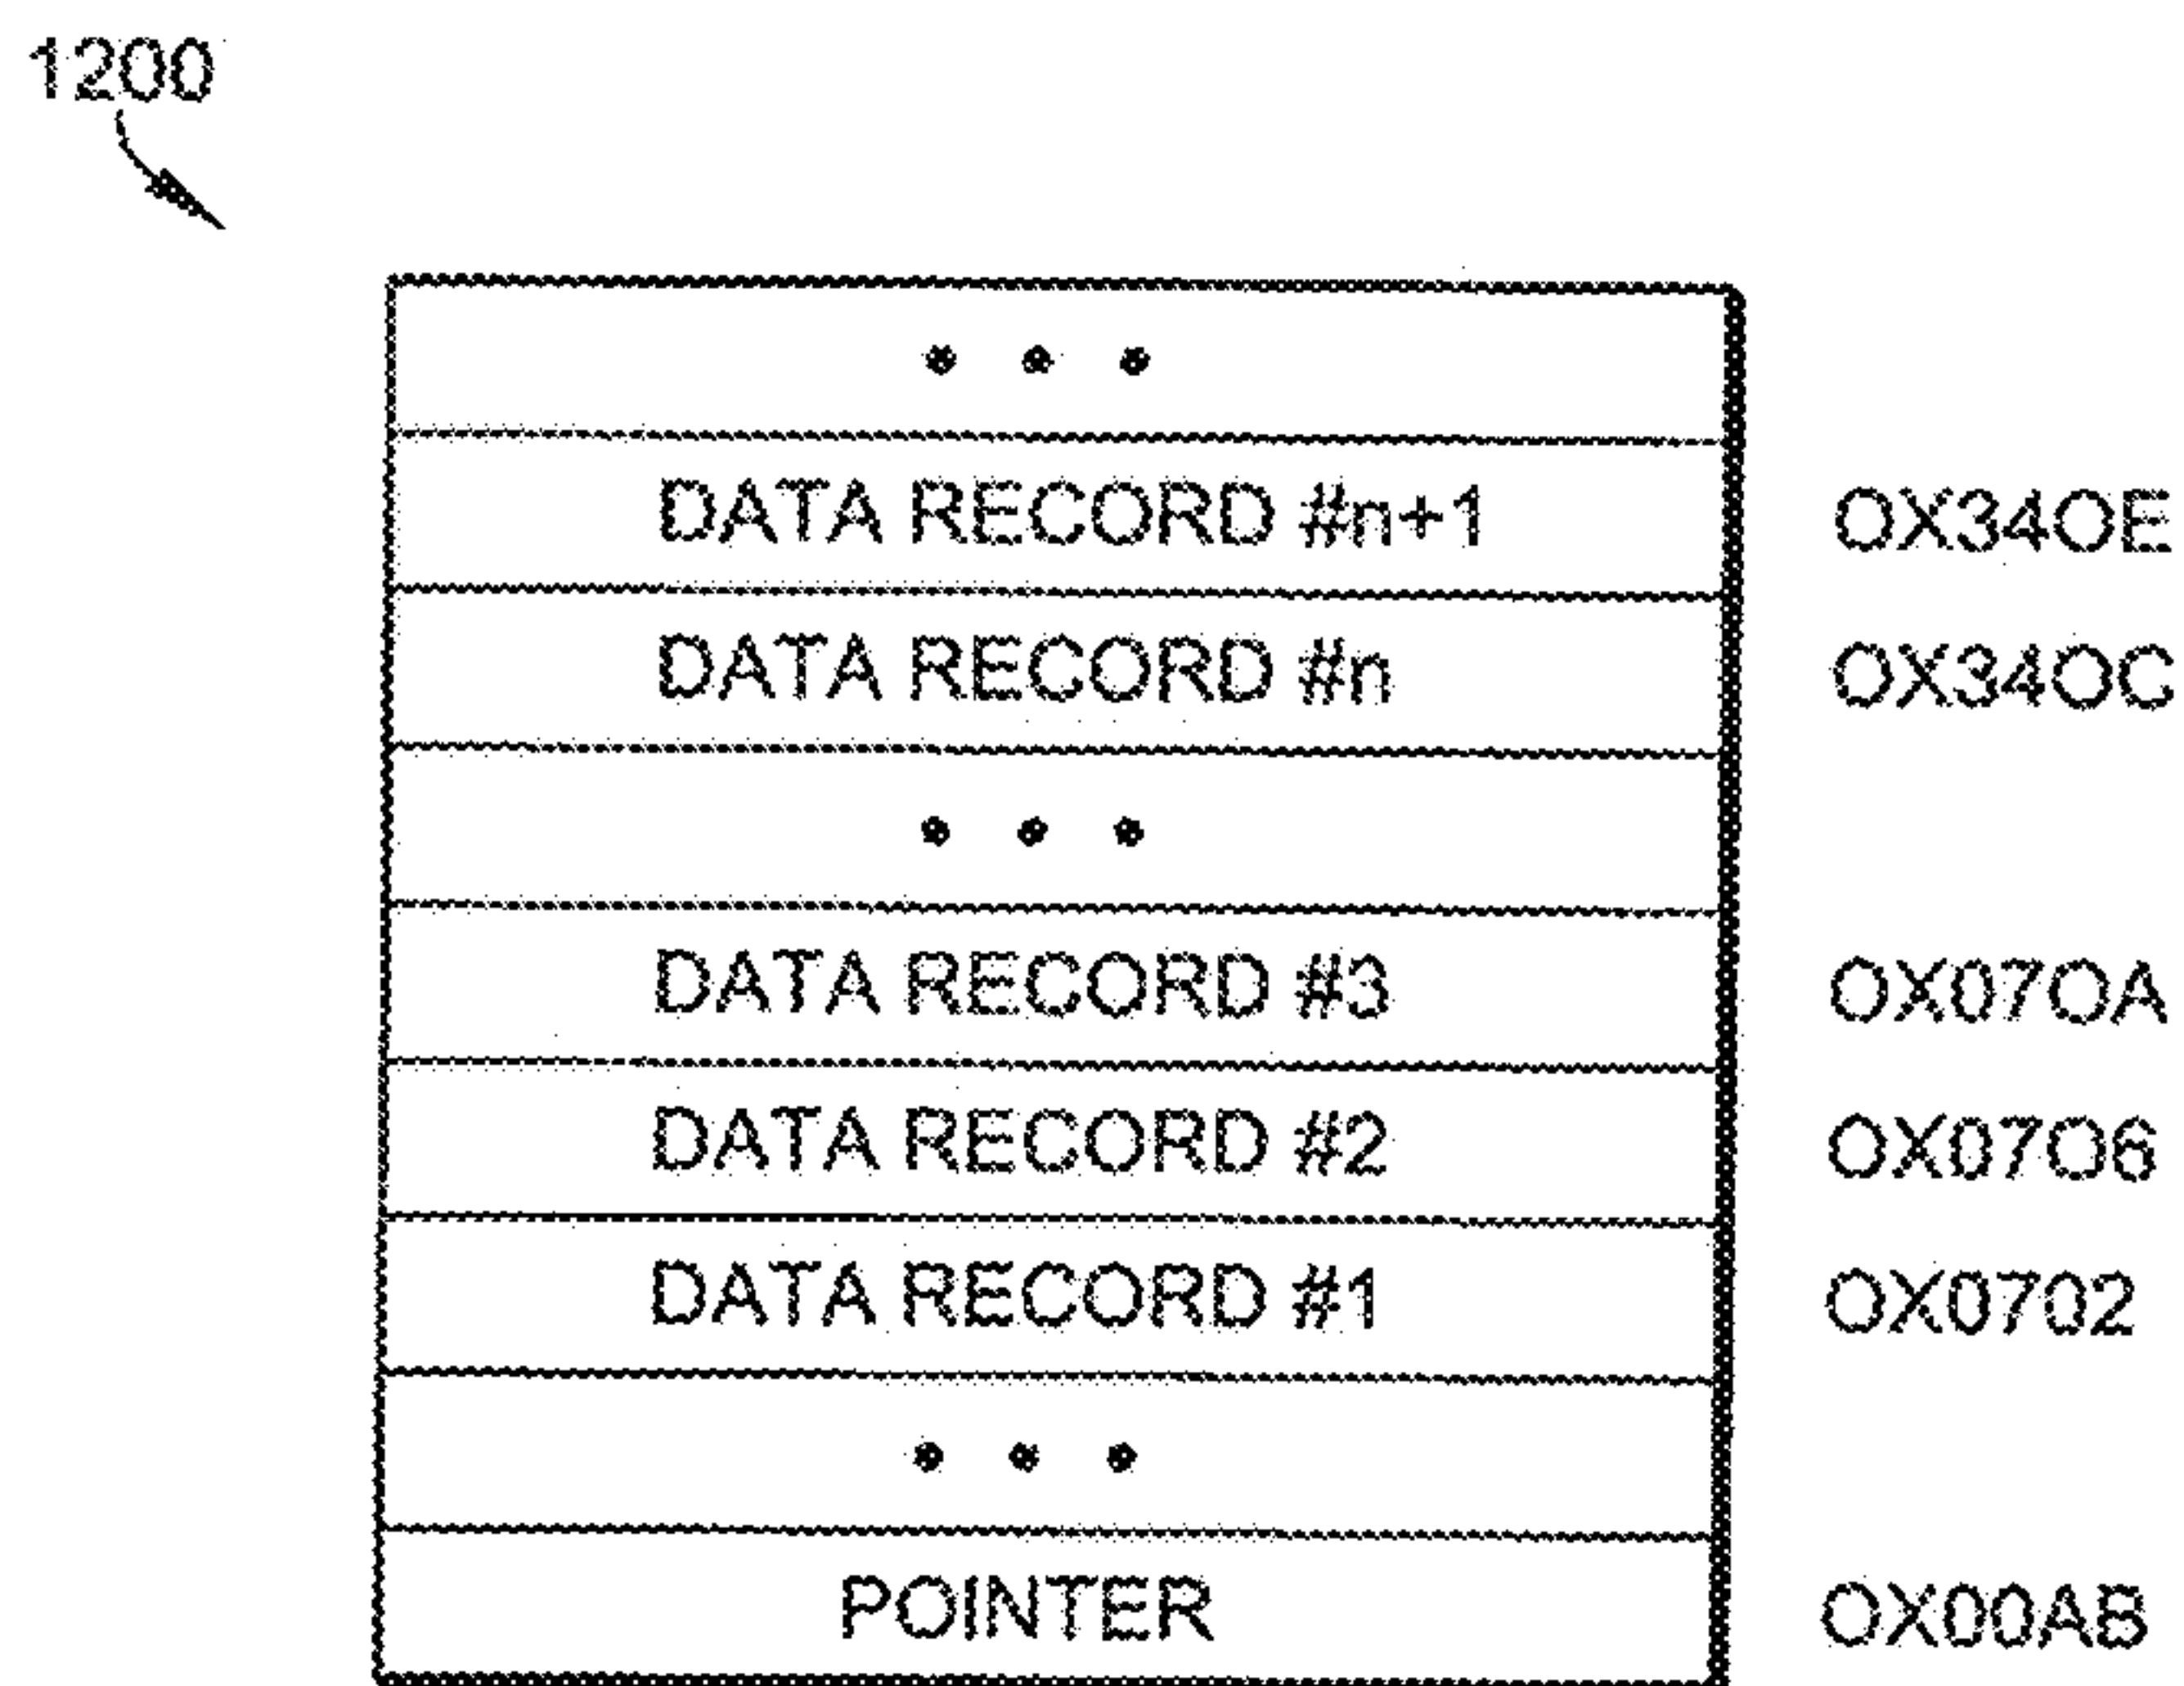 1200
• • •
DATA RECORD #n+1 OX34OE
DATA RECORD #n OX34OC
• • •
DATA RECORD #3 OX07OA
DATA RECORD #2 OX07O6
DATA RECORD #1 OX0702
• • •
POINTER OX00AB